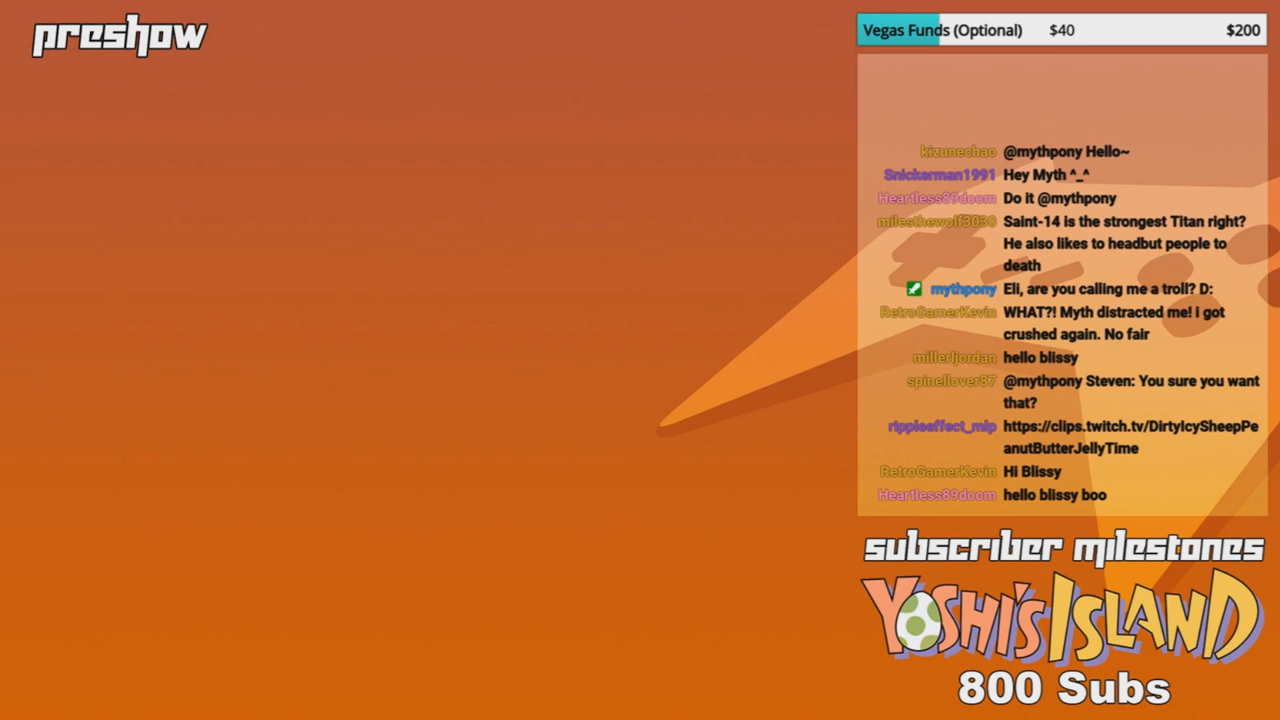 preshow
Vegas Funds (Optional) $40 $200
kizunechao @mythpony Hello~
Snickerman1991 Hey Myth ^_^
Heartless89doom Do it @mythpony
milesthewolf3030 Saint-14 is the strongest Titan right?
He also likes to headbut people to
death
mythpony Eli, are you calling me a troll? D:
RetroGamerKevin WHAT?! Myth distracted me! i got
crushed again. No fair
millerljordan hello blissy
spinellover87 @mythpony Steven: You sure you want
that?
rippleeffect_mlp https://clips.twitch.tv/DirtyIcySheepPe
anutButterJellyTime
RetroGamerKevin Hi Blissy
Heartless89doom hello blissy boo
subscriber milestones
YOSHI'S ISLAND
800 Subs